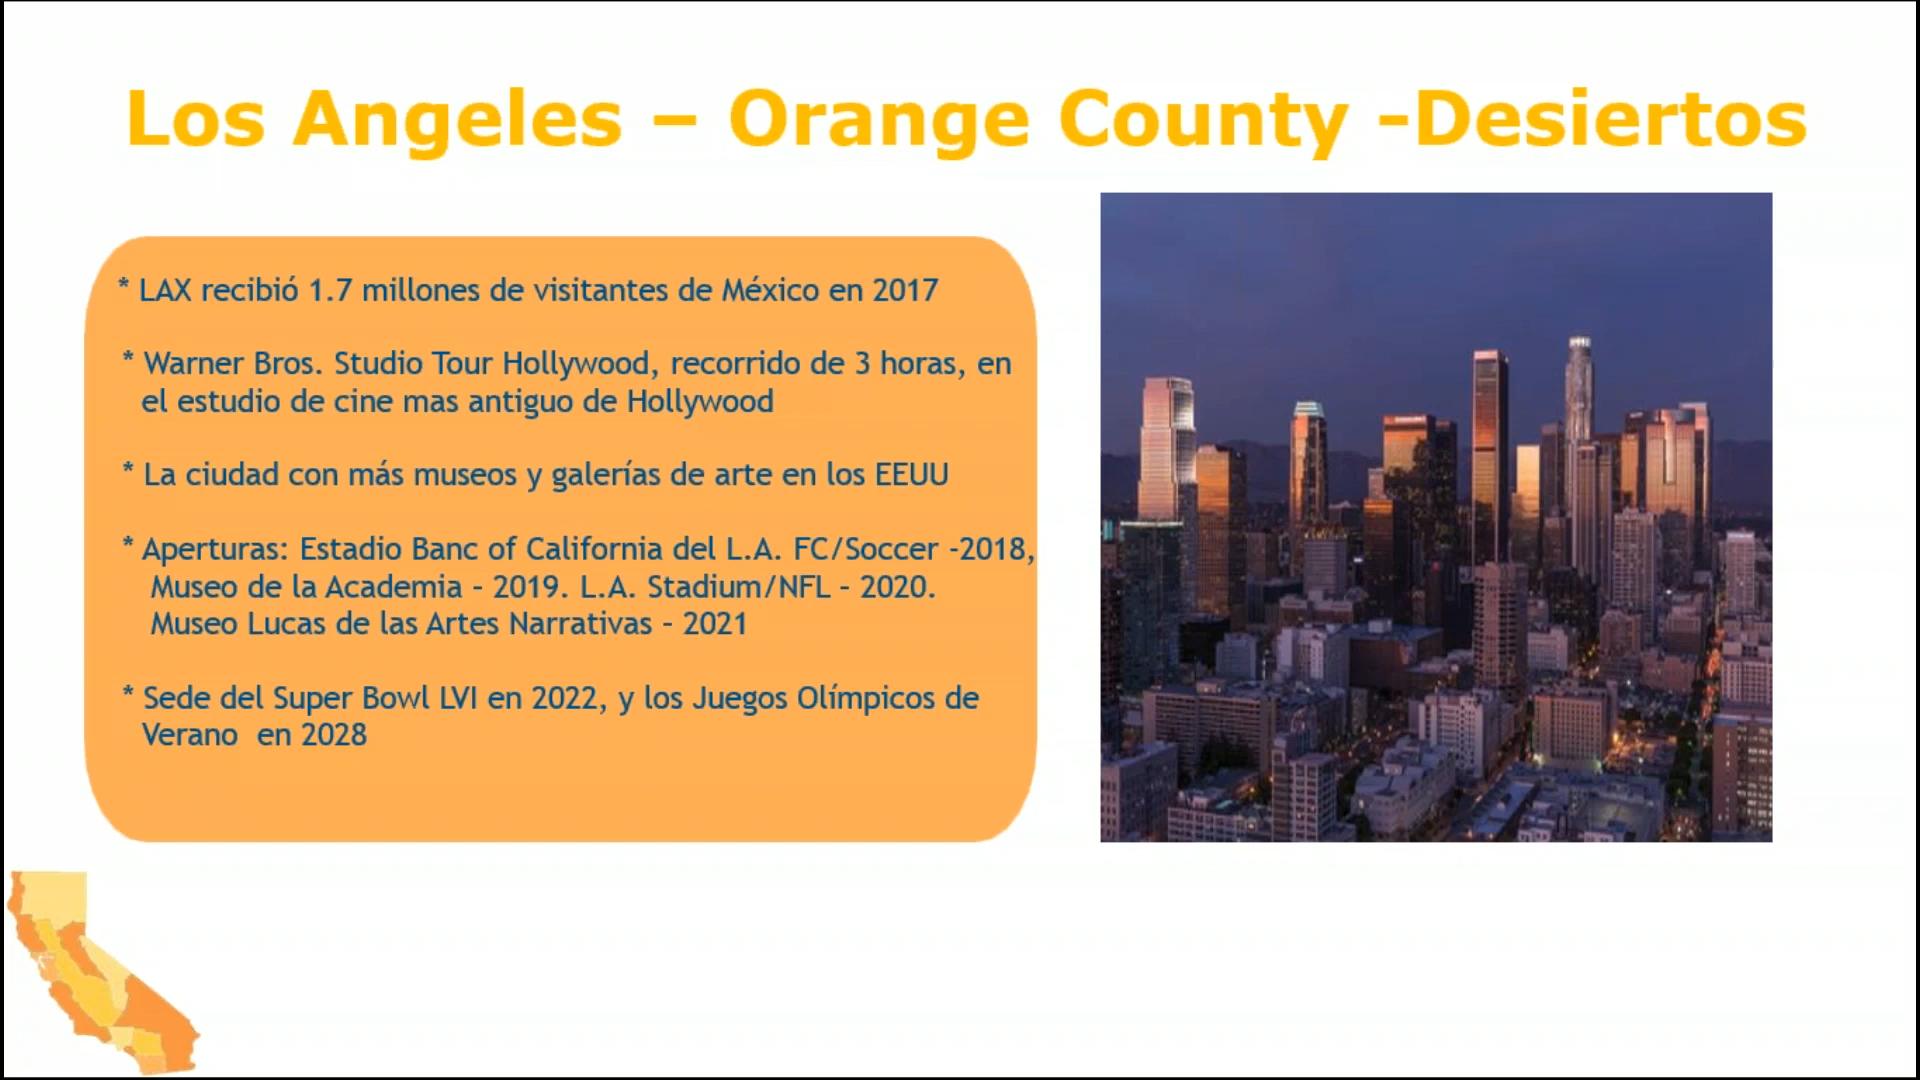 Los Angeles – Orange County -Desiertos
* LAX recibió 1.7 millones de visitantes de México en 2017
* Warner Bros. Studio Tour Hollywood, recorrido de 3 horas, en
el estudio de cine mas antiguo de Hollywood
* La ciudad con más museos y galerías de arte en los EEUU
* Aperturas: Estadio Banc of California del L.A. FC/Soccer -2018,
Museo de la Academia - 2019. L.A. Stadium/NFL - 2020.
Museo Lucas de las Artes Narrativas - 2021
* Sede del Super Bowl LVI en 2022, y los Juegos Olímpicos de
Verano en 2028